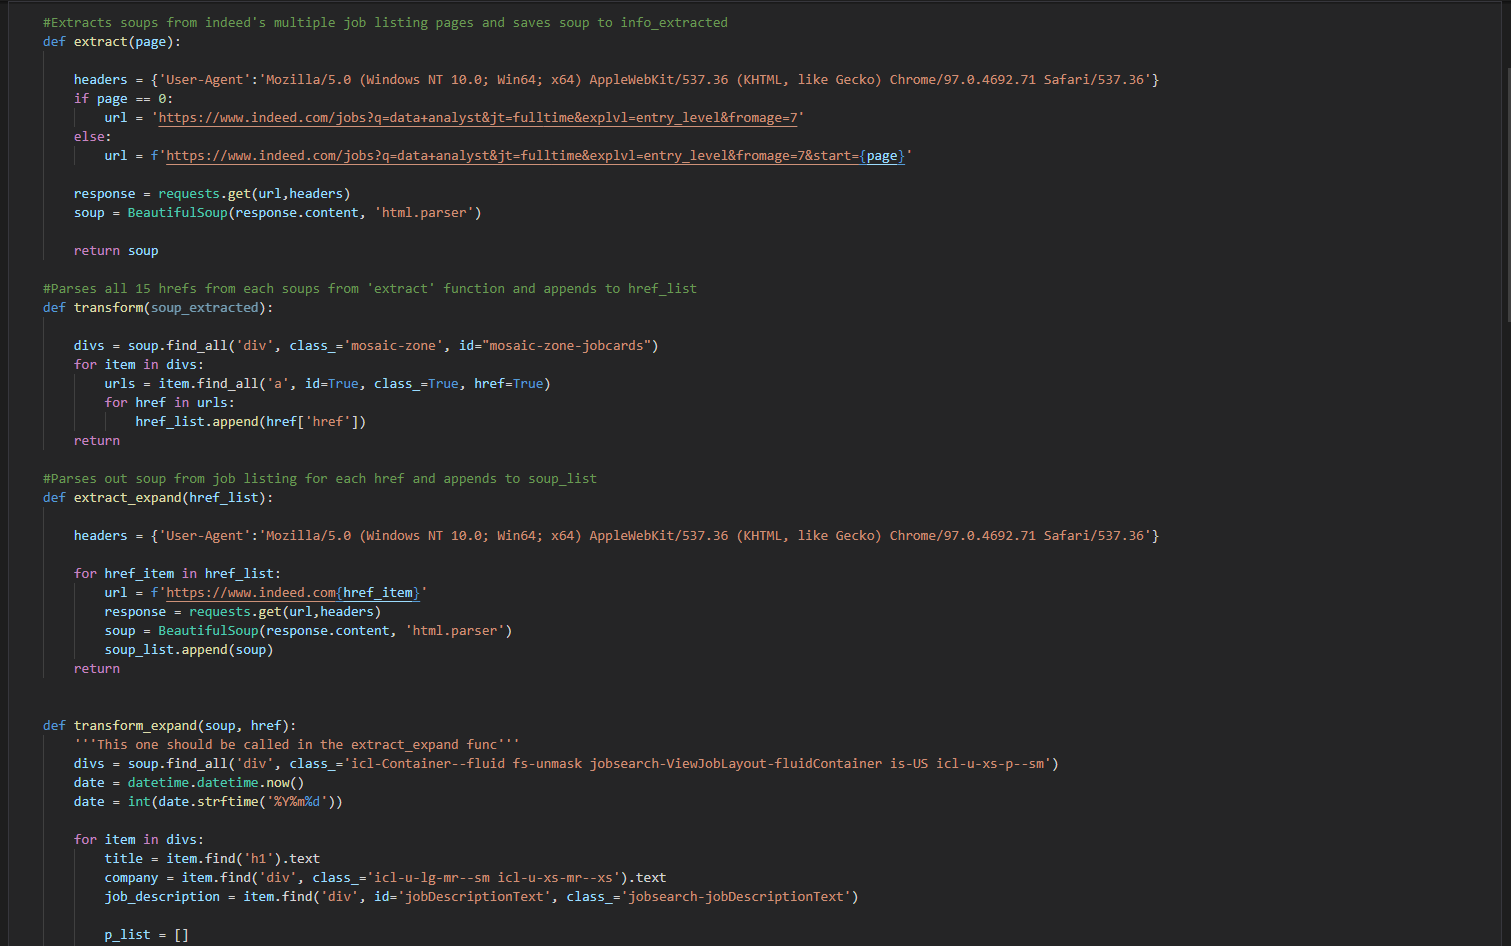 #Extracts soups from indeed's multiple job listing pages and saves soup to info_extracted
def extract(page):
headers = {'User-Agent':'Mozilla/5.0 (Windows NT 10.0; Win64; x64) AppleWebKit/537.36 (KHTML, like Gecko) Chrome/97.0.4692.71 Safari/537.36'}
if page == 0:
url = 'https://www.indeed.com/jobs?q=data+analyst&jt=fulltime&explvl=entry_level&fromage=7'
else:
url = f'https://www.indeed.com/jobs?q=data+analyst&jt=fulltime&explvl=entry_level&fromage=7&start={page}'
response = requests.get(url,headers)
soup = BeautifulSoup(response.content, 'html.parser')
return soup
#Parses all 15 hrefs from each soups from 'extract' function and appends to href_list
def transform(soup_extracted):
divs = soup.find_all('div', class_='mosaic-zone', id="mosaic-zone-jobcards")
for item in divs:
urls = item.find_all('a', id=True, class_=True, href=True)
for href in urls:
href_list.append(href['href'])
return
#Parses out soup from job listing for each href and appends to soup_list
def extract_expand(href_list):
headers = {'User-Agent':'Mozilla/5.0 (Windows NT 10.0; Win64; x64) AppleWebKit/537.36 (KHTML, like Gecko) Chrome/97.0.4692.71 Safari/537.36'}
for href_item in href_list:
url = f'https://www.indeed.com{href_item}'
response = requests.get(url,headers)
soup = BeautifulSoup(response.content, 'html.parser')
soup_list.append(soup)
return
def transform_expand(soup, href):
'''This one should be called in the extract_expand func'''
divs = soup.find_all('div', class_='icl-Container--fluid fs-unmask jobsearch-ViewJobLayout-fluidContainer is-US icl-u-xs-p--sm')
date = datetime.datetime.now()
date = int(date.strftime('%Y%m%d'))
for item in divs:
title = item.find('h1').text
company = item.find('div', class_='icl-u-lg-mr--sm icl-u-xs-mr--xs').text
job_description = item.find('div', id='jobDescriptionText', class_='jobsearch-jobDescriptionText')
p_list = []